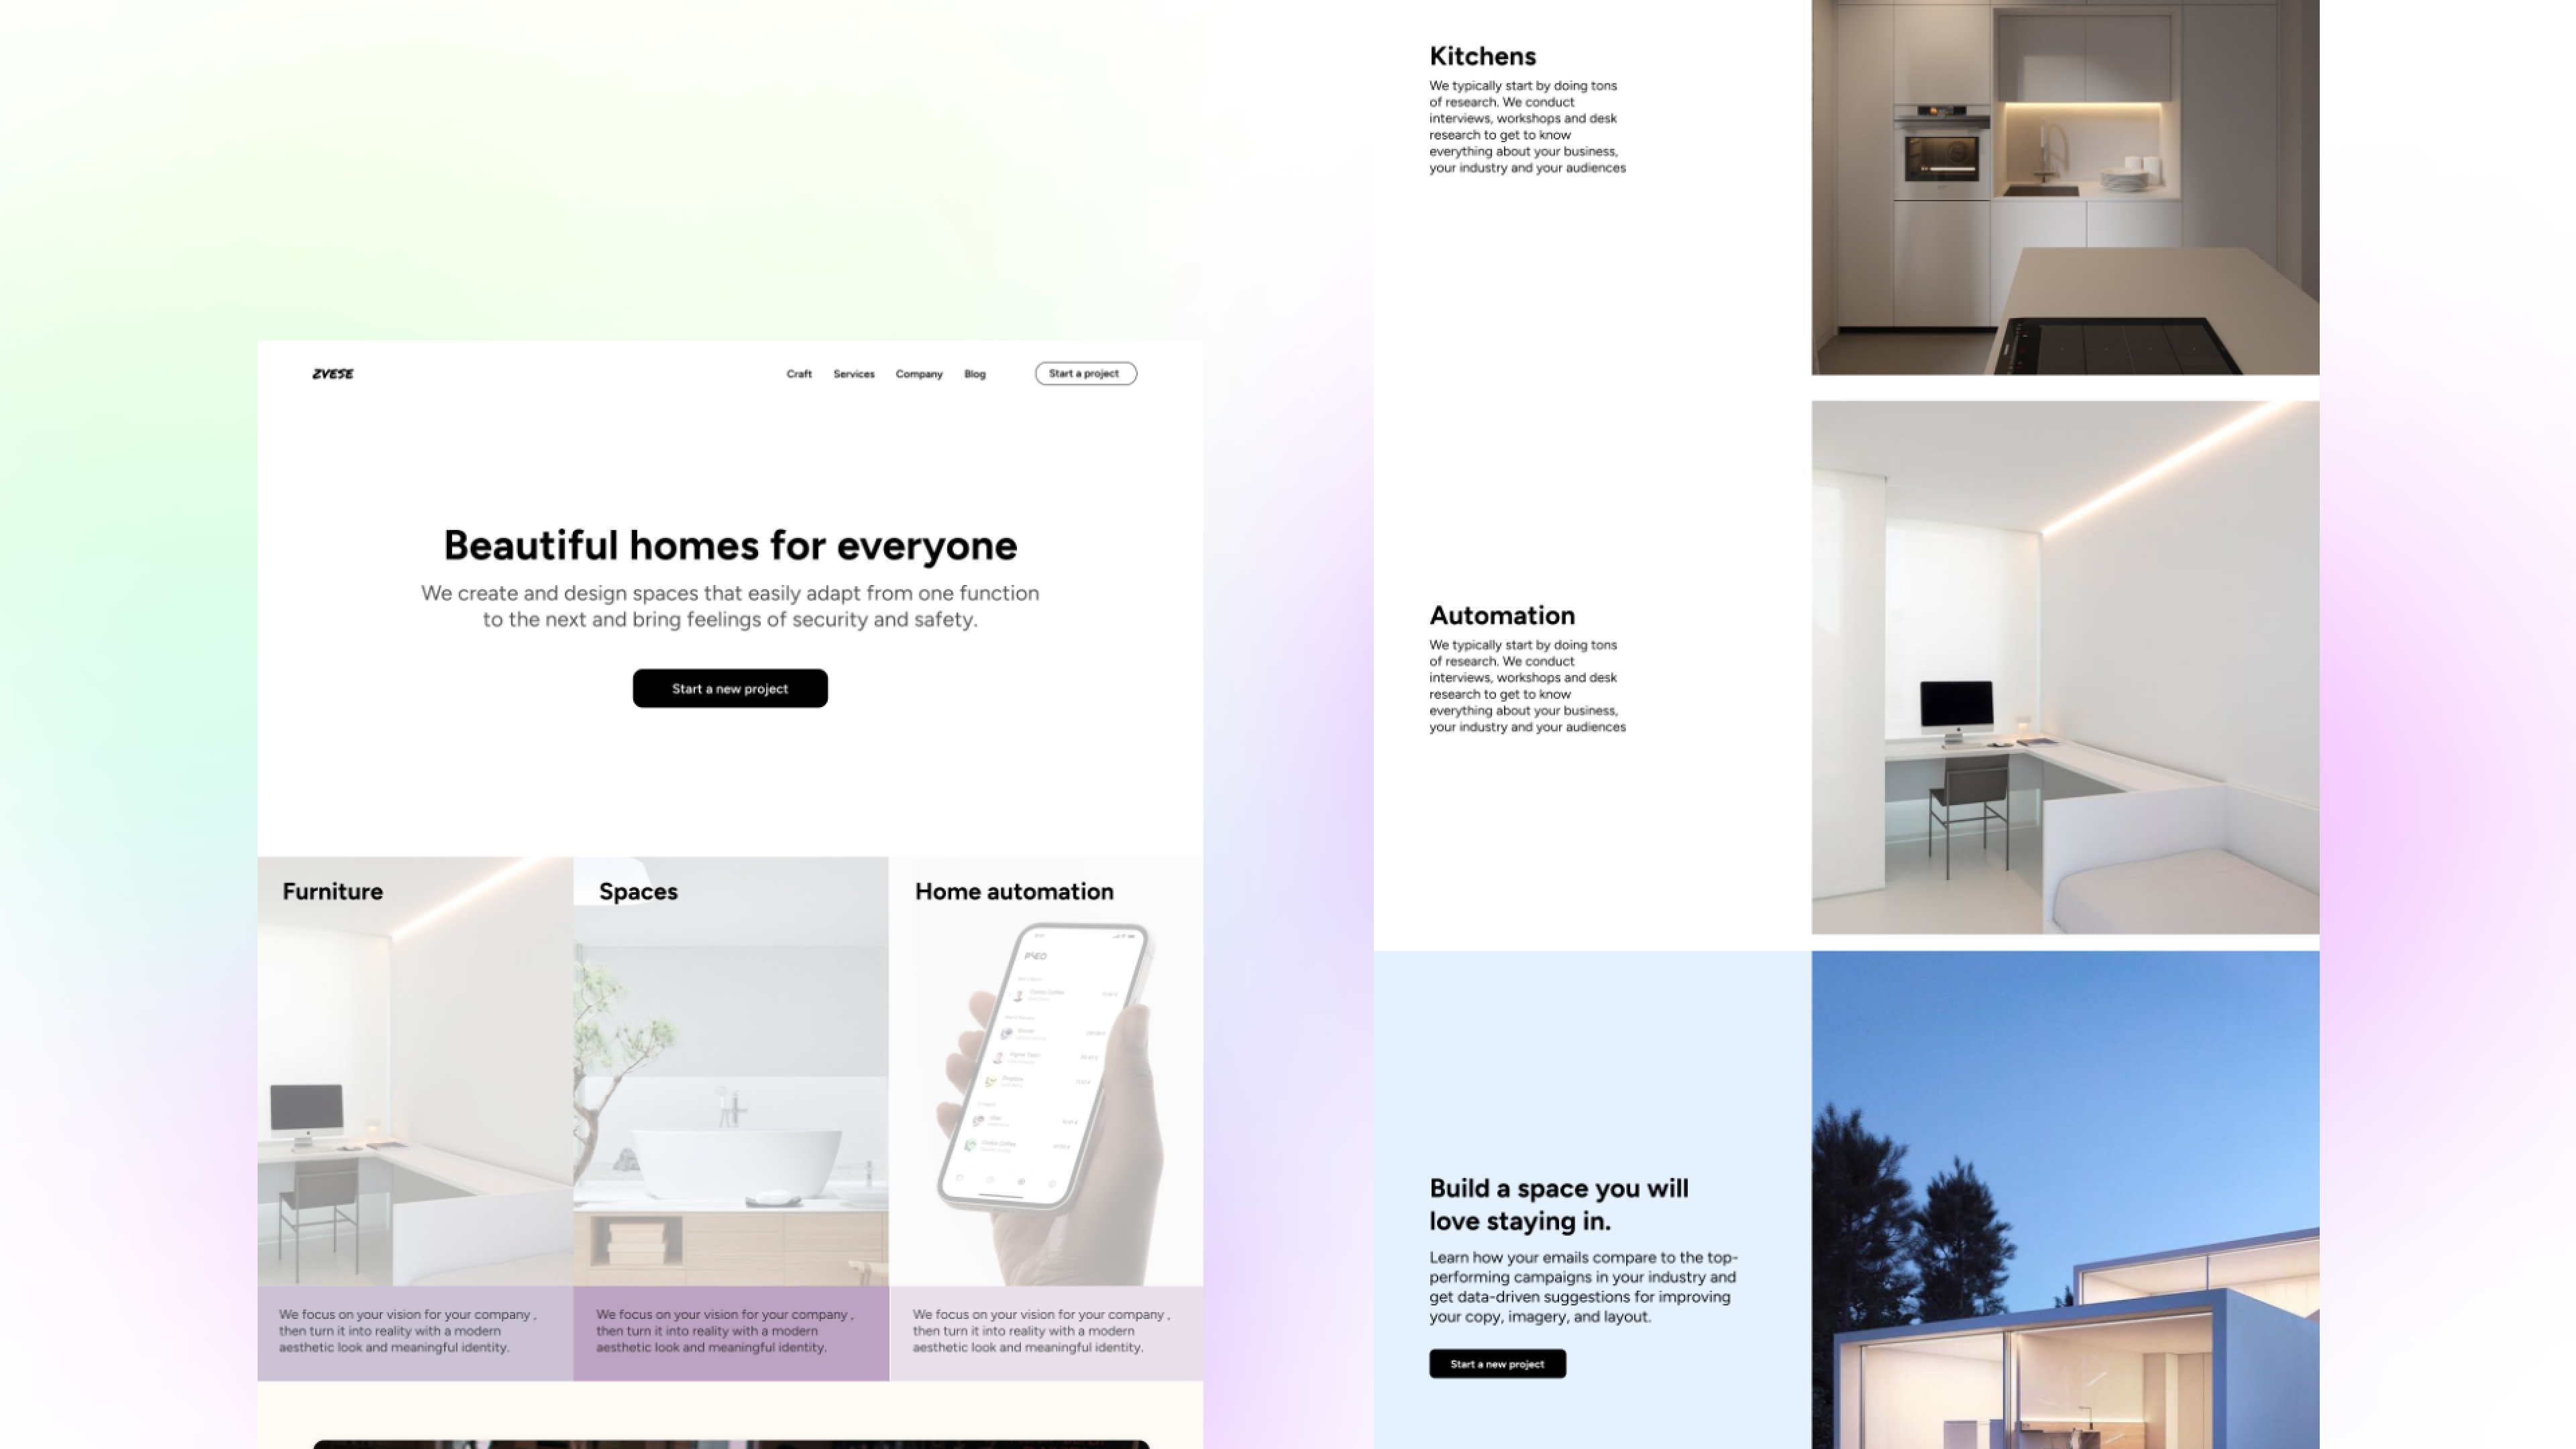 ZVESE
Craft Services Company Blog Start a project
Beautiful homes for everyone
We create and design spaces that easily adapt from one function
to the next and bring feelings of security and safety.
Start a new project
Furniture
We focus on your vision for your company ,
then turn it into reality with a modern
aesthetic look and meaningful identity.
Spaces
We focus on your vision for your company ,
then turn it into reality with a modern
aesthetic look and meaningful identity.
Home automation
Figma Team
Dropbox
Uber
We focus on your vision for your company ,
then turn it into reality with a modern
aesthetic look and meaningful identity.
Kitchens
We typically start by doing tons
of research. We conduct
interviews, workshops and desk
research to get to know
everything about your business,
your industry and your audiences
Automation
We typically start by doing tons
of research. We conduct
interviews, workshops and desk
research to get to know
everything about your business,
your industry and your audiences
Build a space you will
love staying in.
Learn how your emails compare to the top-
performing campaigns in your industry and
get data-driven suggestions for improving
your copy, imagery, and layout.
Start a new project